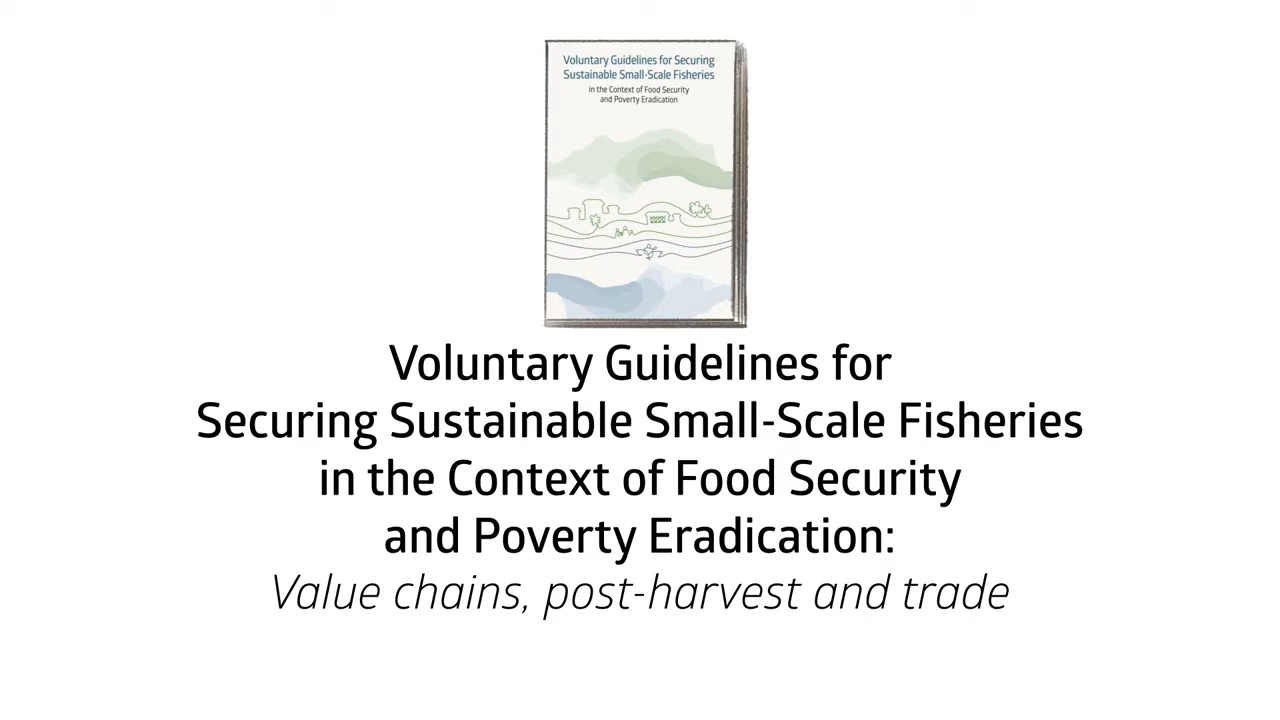 Voluntary Guidelines for Securing
Sustainable Small-Scale Fisheries
in the Context of Food Security
and Poverty Eradication
Voluntary Guidelines for
Securing Sustainable Small-Scale Fisheries
in the Context of Food Security
and Poverty Eradication:
Value chains, post-harvest and trade